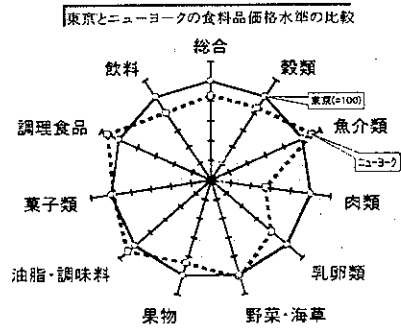 東京とニューヨークの食料品価格水準の比較
総合
穀類
東京(=100)
魚介類
ニューヨーク
肉類
乳卵類
野菜・海草
果物
油脂・調味料
菓子類
調理食品
飲料